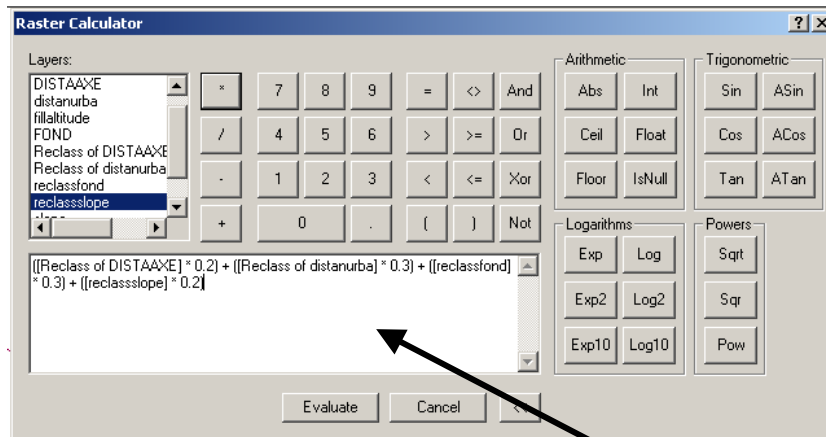 Raster Calculator
Layers:
DISTAAXE
distanurba
fillaltitude
FOND
Reclass of DISTAAXE
Reclass of distanurba
reclassfond
reclassslope
* 7 8 9 = <> And
/ 4 5 6 > >= Or
- 1 2 3 < <= Xor
+ 0 . ( ) Not
([Reclass of DISTAAXE] * 0.2) + ([Reclass of distanurba] * 0.3) + ([reclassfond]
* 0.3) + ([reclassslope] * 0.2)
Arithmetic
Abs Int
Ceil Float
Floor IsNull
Trigonometric
Sin ASin
Cos ACos
Tan ATan
Logarithms
Exp Log
Exp2 Log2
Exp10 Log10
Powers
Sqrt
Sqr
Pow
Evaluate Cancel